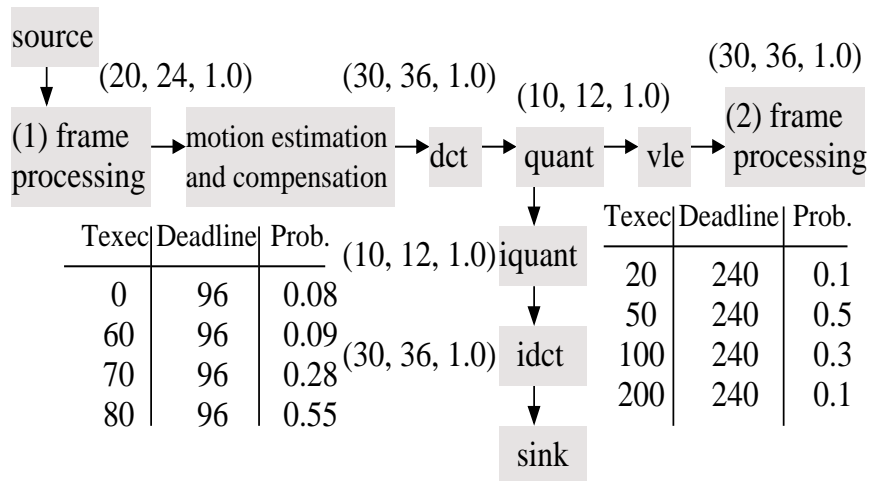 source
(20, 24, 1.0)
(30, 36, 1.0)
(10, 12, 1.0)
(30, 36, 1.0)
(1) frame
processing
motion estimation
and compensation
dct
quant
vle
(2) frame
processing
Texec Deadline Prob.
0 96 0.08
60 96 0.09
70 96 0.28
80 96 0.55
(10, 12, 1.0)
iquant
(30, 36, 1.0)
idct
sink
Texec Deadline Prob.
20 240 0.1
50 240 0.5
100 240 0.3
200 240 0.1